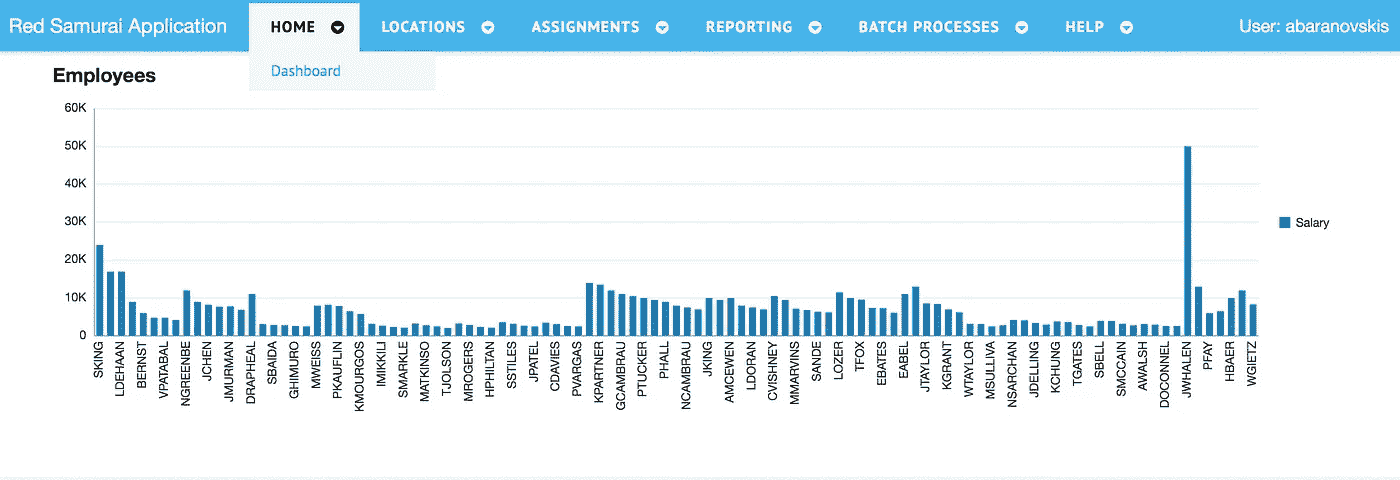 Red Samurai Application HOME LOCATIONS ASSIGNMENTS REPORTING BATCH PROCESSES HELP User: abaranovskis
Dashboard
Employees
60K
50K
40K
30K
20K
10K
0
Salary
SKING
LDEHAAN
BERNST
VPATABAL
NGREENBE
JCHEN
JMURMAN
DRAPHEAL
SBAIDA
GHIMURO
MWEISS
PKAUFLIN
KMOURGOS
IMIKKILI
SMARKLE
MATKINSO
TJOLSON
MROGERS
HPHILTAN
SSTILES
JPATEL
CDAVIES
PVARGAS
KPARTNER
GCAMBRAU
PTUCKER
PHALL
NCAMBRAU
JKING
AMCEWEN
LDORAN
CVISHNEY
MMARVINS
SANDE
LOZER
TFOX
EBATES
EABEL
JTAYLOR
KGRANT
WTAYLOR
MSULLIVA
NSARCHAN
JDELLING
KCHUNG
TGATES
SBELL
SMCCAIN
AWALSH
DOCONNEL
JWHALEN
PFAY
HBAER
WGIETZ